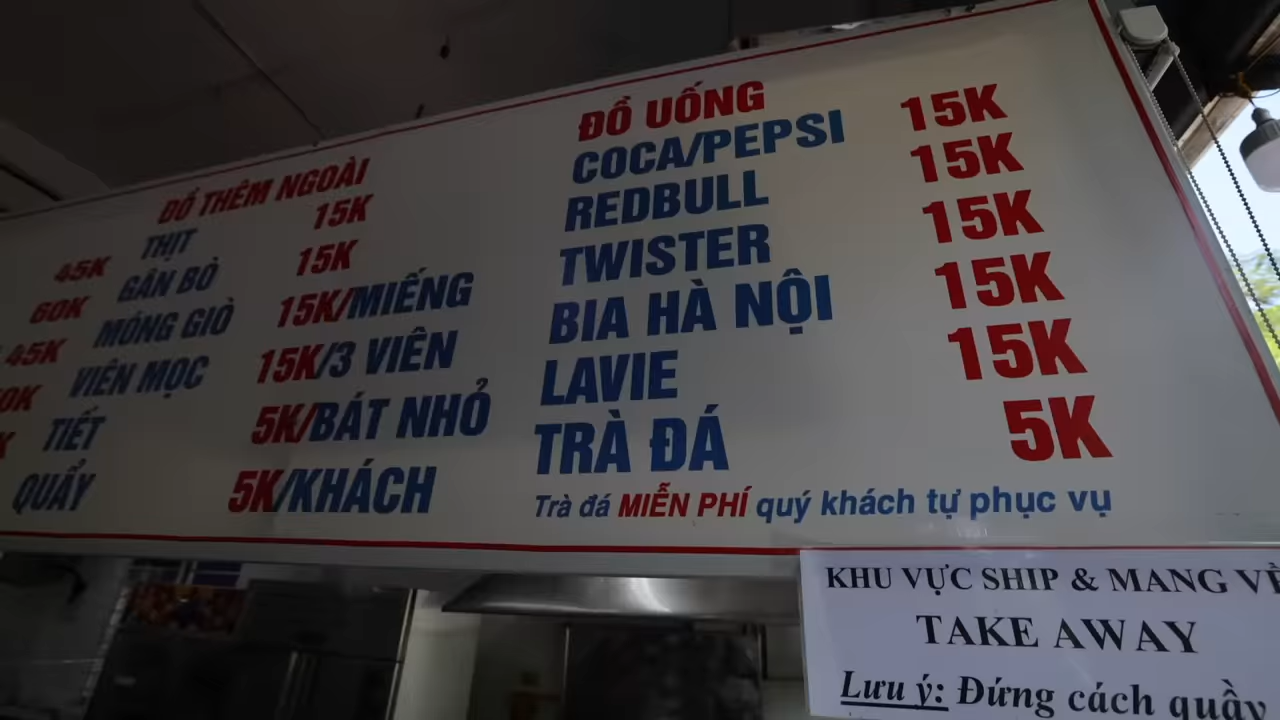 45K
60K
45K
ĐỒ THÊM NGOÀI
THỊT 15K
GÂN BÒ 15K
MÓNG GIÒ 15K/MIẾNG
VIÊN MỌC 15K/3 VIÊN
TIẾT 5K/BÁT NHỎ
QUẨY 5K/KHÁCH
ĐỒ UỐNG
COCA/PEPSI 15K
REDBULL 15K
TWISTER 15K
BIA HÀ NỘI 15K
LAVIE 15K
TRÀ ĐÁ 5K
Trà đá MIỄN PHÍ quý khách tự phục vụ
KHU VỰC SHIP & MANG VỀ
TAKE AWAY
Lưu ý: Đứng cách quầy